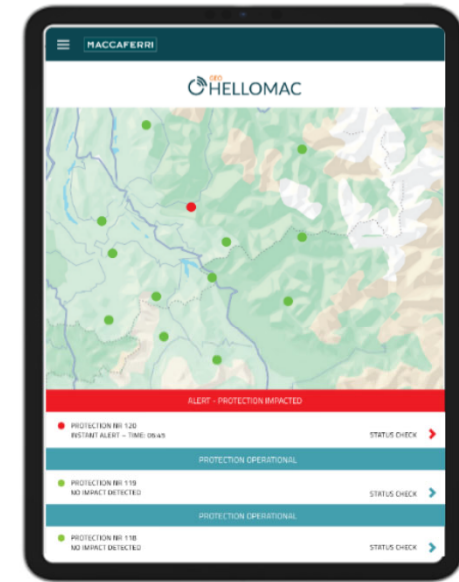 MACCAFERRI
GEO
HELLOMAC
ALERT - PROTECTION IMPACTED
PROTECTION NR 120
INSTANT ALERT – TIME: 06:45
STATUS CHECK
PROTECTION OPERATIONAL
PROTECTION NR 119
NO IMPACT DETECTED
STATUS CHECK
PROTECTION OPERATIONAL
PROTECTION NR 118
NO IMPACT DETECTED
STATUS CHECK